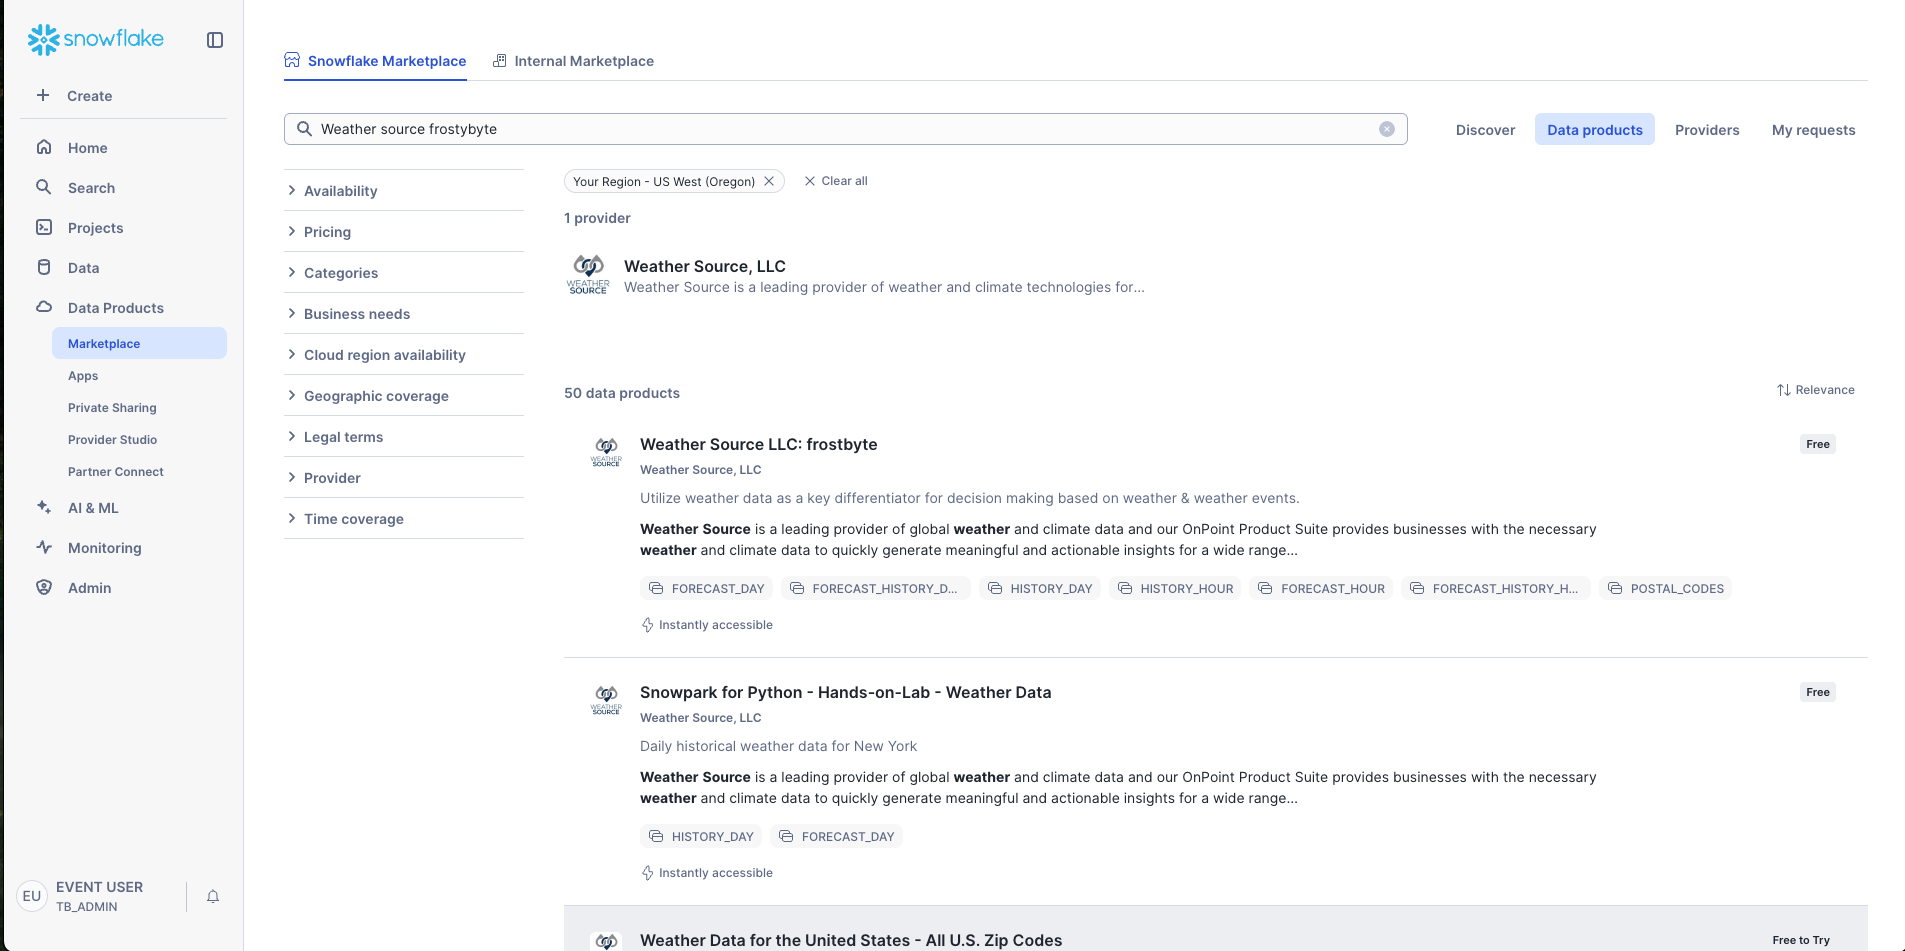 snowflake
Create
Home
Search
Projects
Data
Data Products
Marketplace
Apps
Private Sharing
Provider Studio
Partner Connect
AI & ML
Monitoring
Admin
EU
EVENT USER
TB_ADMIN
Snowflake Marketplace
Internal Marketplace
Weather source frostybyte
Discover
Data products
Providers
My requests
Availability
Pricing
Categories
Business needs
Cloud region availability
Geographic coverage
Legal terms
Provider
Time coverage
Your Region - US West (Oregon)
Clear all
1 provider
WEATHER
SOURCE
Weather Source, LLC
Weather Source is a leading provider of weather and climate technologies for...
50 data products
Relevance
WEATHER
SOURCE
Weather Source LLC: frostbyte
Free
Weather Source, LLC
Utilize weather data as a key differentiator for decision making based on weather & weather events.
Weather Source is a leading provider of global weather and climate data and our OnPoint Product Suite provides businesses with the necessary
weather and climate data to quickly generate meaningful and actionable insights for a wide range...
FORECAST_DAY
FORECAST_HISTORY_D...
HISTORY_DAY
HISTORY_HOUR
FORECAST_HOUR
FORECAST_HISTORY_H...
POSTAL_CODES
Instantly accessible
WEATHER
SOURCE
Snowpark for Python - Hands-on-Lab - Weather Data
Free
Weather Source, LLC
Daily historical weather data for New York
Weather Source is a leading provider of global weather and climate data and our OnPoint Product Suite provides businesses with the necessary
weather and climate data to quickly generate meaningful and actionable insights for a wide range...
HISTORY_DAY
FORECAST_DAY
Instantly accessible
Weather Data for the United States - All U.S. Zip Codes
Free to Try